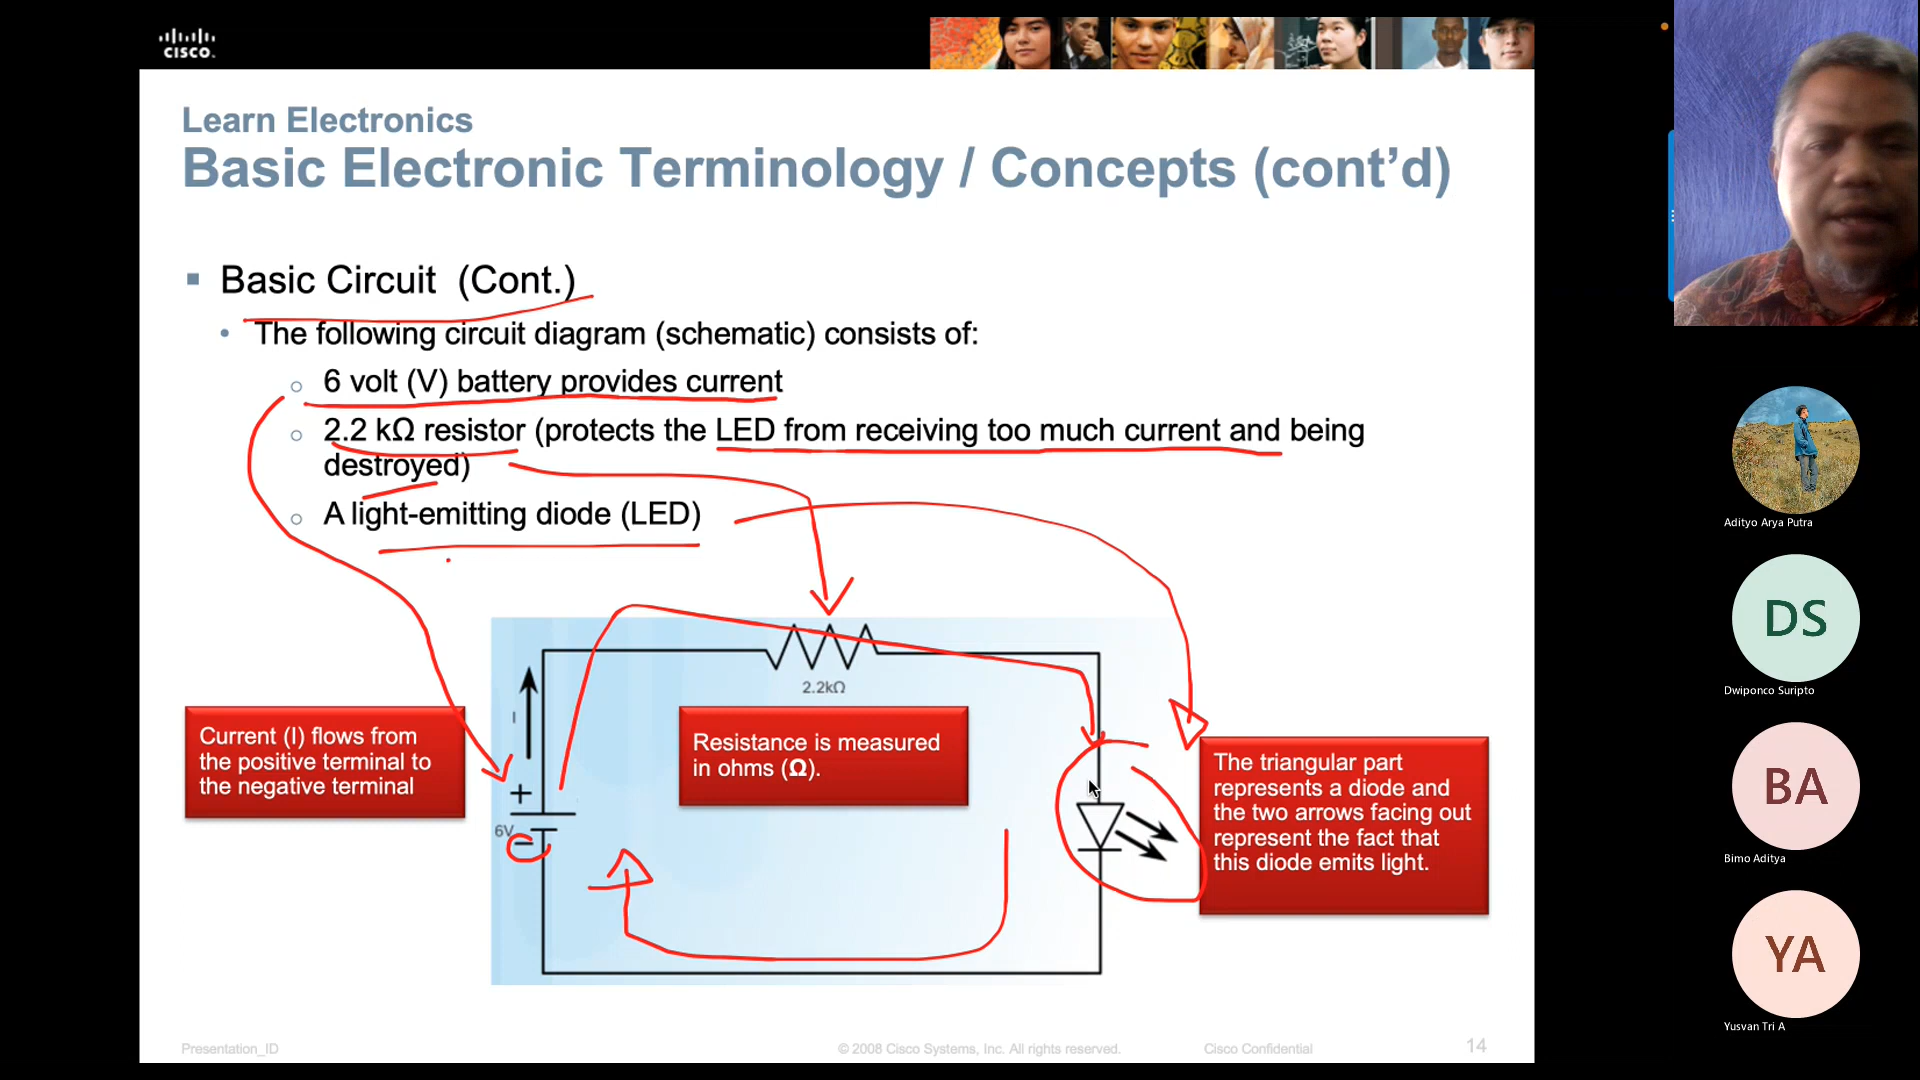 CISCO.
Learn Electronics
Basic Electronic Terminology / Concepts (cont’d)
Basic Circuit (Cont.)
The following circuit diagram (schematic) consists of:
6 volt (V) battery provides current
2.2 kΩ resistor (protects the LED from receiving too much current and being
destroyed)
A light-emitting diode (LED)
2.2kΩ
I
Current (I) flows from
the positive terminal to
the negative terminal
Resistance is measured
in ohms (Ω).
The triangular part
represents a diode and
the two arrows facing out
represent the fact that
this diode emits light.
+
6V
−
Presentation_ID
© 2008 Cisco Systems, Inc. All rights reserved.
Cisco Confidential
14
Adityo Arya Putra
DS
Dwiponco Suripto
BA
Bimo Aditya
YA
Yusvan Tri A